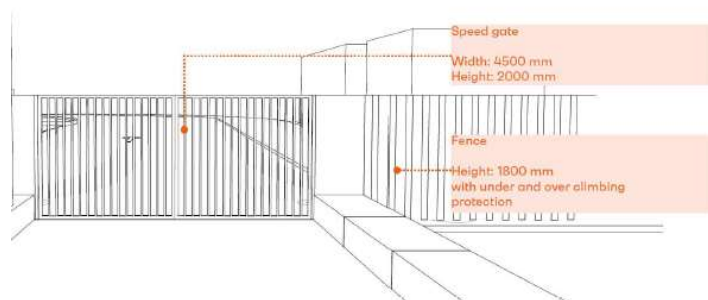 Speed gate
Width: 4500 mm
Height: 2000 mm
Fence
Height: 1800 mm
with under and over climbing
protection